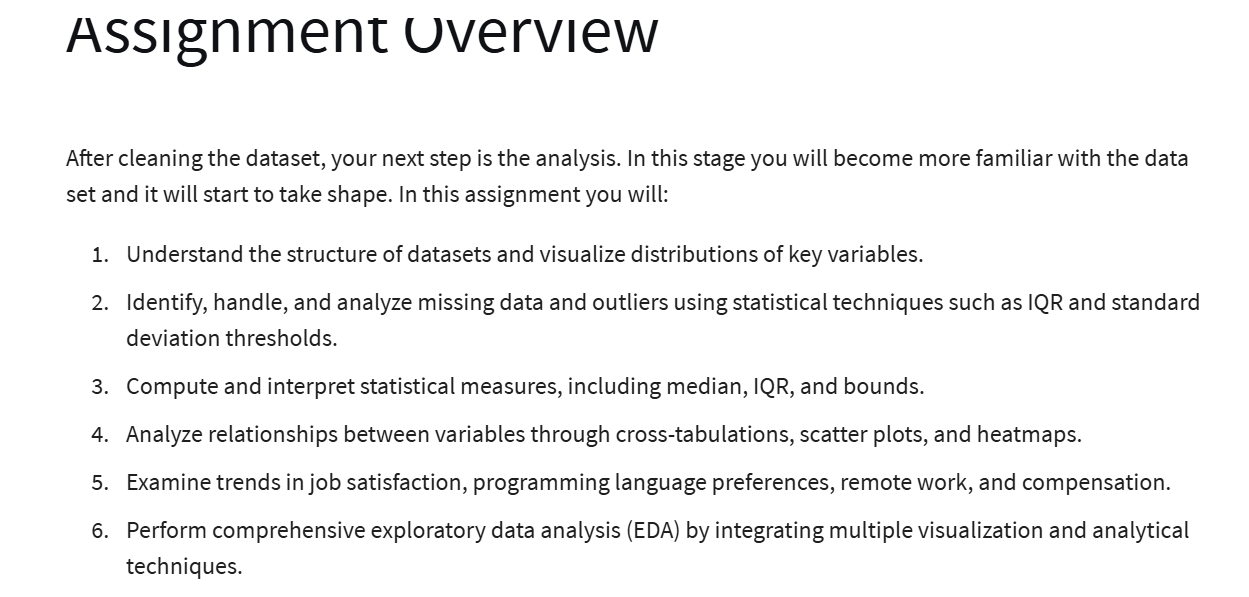 Assignment Overview
After cleaning the dataset, your next step is the analysis. In this stage you will become more familiar with the data
set and it will start to take shape. In this assignment you will:
1. Understand the structure of datasets and visualize distributions of key variables.
2. Identify, handle, and analyze missing data and outliers using statistical techniques such as IQR and standard
deviation thresholds.
3. Compute and interpret statistical measures, including median, IQR, and bounds.
4. Analyze relationships between variables through cross-tabulations, scatter plots, and heatmaps.
5. Examine trends in job satisfaction, programming language preferences, remote work, and compensation.
6. Perform comprehensive exploratory data analysis (EDA) by integrating multiple visualization and analytical
techniques.